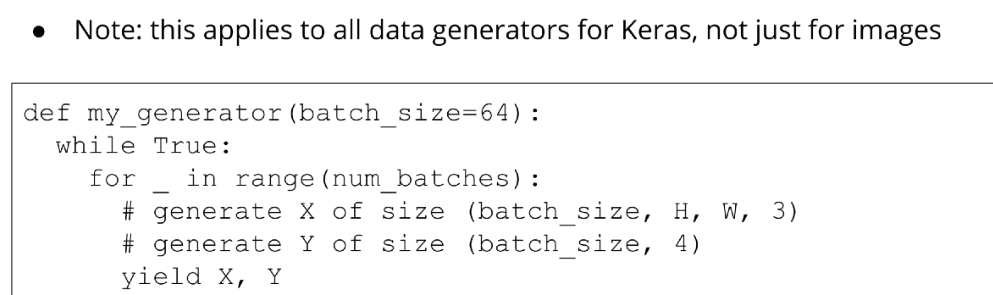 ● Note: this applies to all data generators for Keras, not just for images
def my_generator(batch_size=64):
  while True:
    for _ in range(num_batches):
      # generate X of size (batch_size, H, W, 3)
      # generate Y of size (batch_size, 4)
      yield X, Y